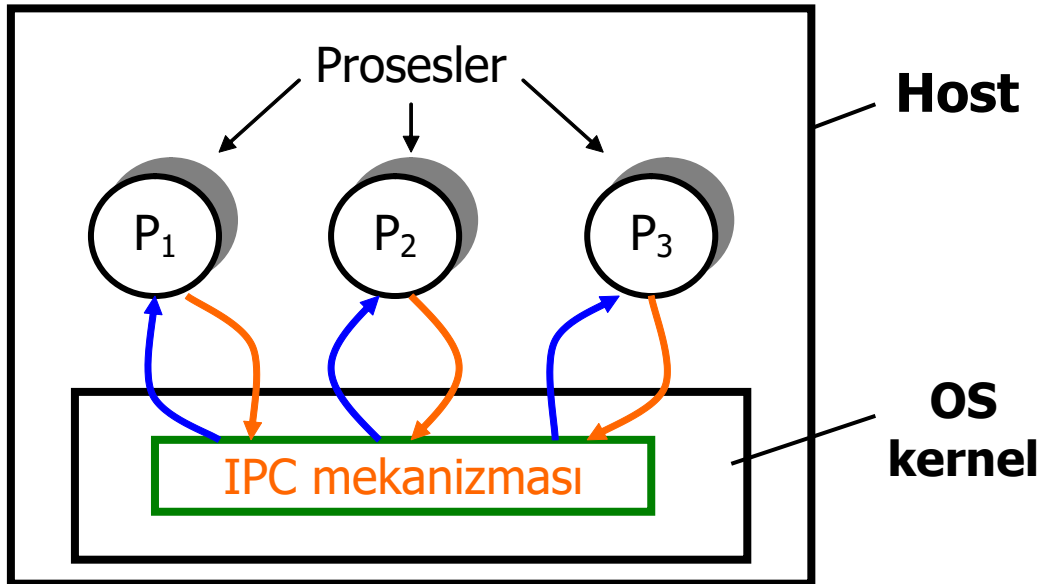 Prosesler
Host
P₁
P₂
P₃
OS
kernel
IPC mekanizması